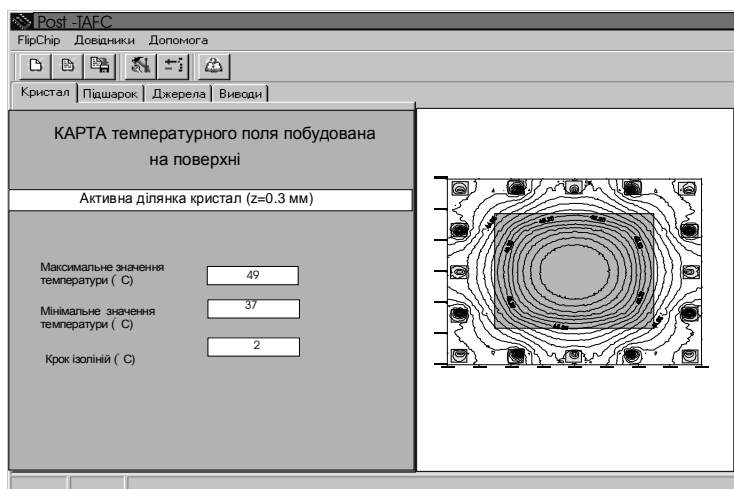 Post -TAFC
FlipChip Довідники Допомога
Кристал Підшарок Джерела Виводи
КАРТА температурного поля побудована
на поверхні
Активна ділянка кристал (z=0.3 мм)
Максимальне значення
температури (° С)
49
Мінімальне значення
температури (° С)
37
Крок ізоліній (° С)
2